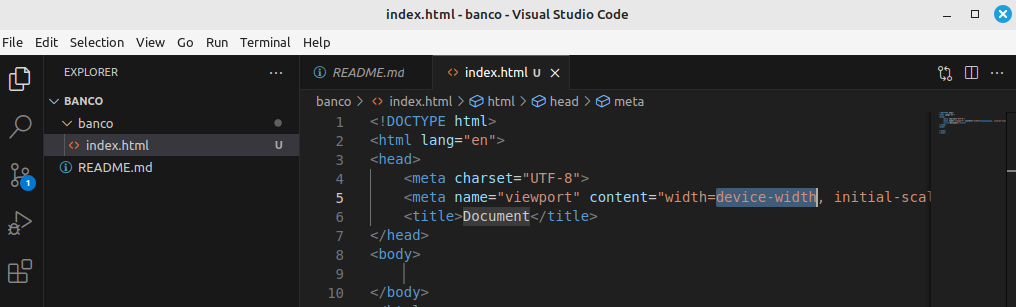 index.html - banco - Visual Studio Code
File Edit Selection View Go Run Terminal Help
EXPLORER ···
BANCO
banco
index.html U
README.md
1
README.md
index.html U
banco > index.html > html > head > meta
1 <!DOCTYPE html>
2 <html lang="en">
3 <head>
4 <meta charset="UTF-8">
5 <meta name="viewport" content="width=device-width, initial-scal
6 <title>Document</title>
7 </head>
8 <body>
9
10 </body>